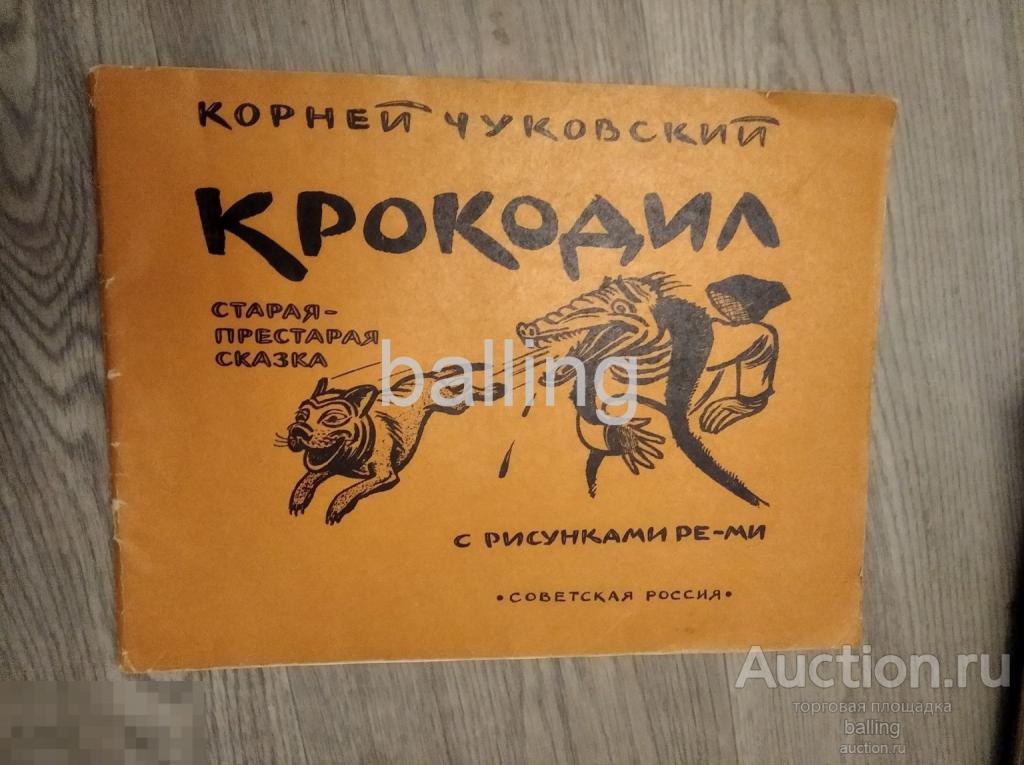 КОРНЕЙ ЧУКОВСКИЙ
КРОКОДИЛ
СТАРАЯ-
ПРЕСТАРАЯ
СКАЗКА
balling
С РИСУНКАМИ РЕ-МИ
• СОВЕТСКАЯ РОССИЯ •
Auction.ru
торговая площадка
balling
auction.ru